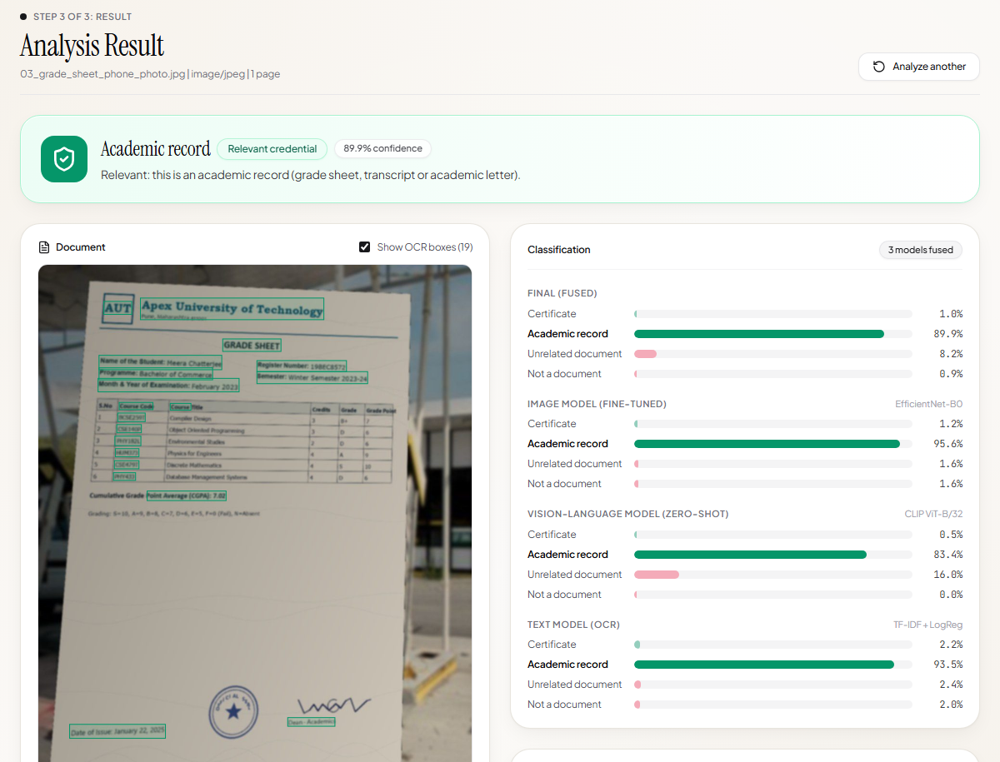 STEP 3 OF 3: RESULT
Analysis Result
03_grade_sheet_phone_photo.jpg | image/jpeg | 1 page
Analyze another
Academic record
Relevant credential
89.9% confidence
Relevant: this is an academic record (grade sheet, transcript or academic letter).
Document
Show OCR boxes (19)
AUT
Apex University of Technology
Pune, Maharashtra
GRADE SHEET
Name of the Student: Meera Chatterjee
Register Number: 19BEC8572
Programme: Bachelor of Commerce
Semester: Winter Semester 2023-24
Month & Year of Examination: February 2023
S.No Course Code Course Title Credits Grade Grade Point
1 Compiler Design 3 B+ 7
2 Object Oriented Programming 3 D 6
3 Environmental Studies 2 D 6
4 Physics for Engineers 4 A 9
5 Discrete Mathematics 4 S 10
6 Database Management Systems 4 D 6
Cumulative Grade Point Average (CGPA): 7.02
Grading: S=10, A=9, B=8, C=7, D=6, E=5, F=0 (Fail), N=Absent
Dean - Academics
Date of Issue: January 22, 2025
Classification
3 models fused
FINAL (FUSED)
Certificate 1.0%
Academic record 89.9%
Unrelated document 8.2%
Not a document 0.9%
IMAGE MODEL (FINE-TUNED) EfficientNet-B0
Certificate 1.2%
Academic record 95.6%
Unrelated document 1.6%
Not a document 1.6%
VISION-LANGUAGE MODEL (ZERO-SHOT) CLIP ViT-B/32
Certificate 0.5%
Academic record 83.4%
Unrelated document 16.0%
Not a document 0.0%
TEXT MODEL (OCR) TF-IDF + LogReg
Certificate 2.2%
Academic record 93.5%
Unrelated document 2.4%
Not a document 2.0%